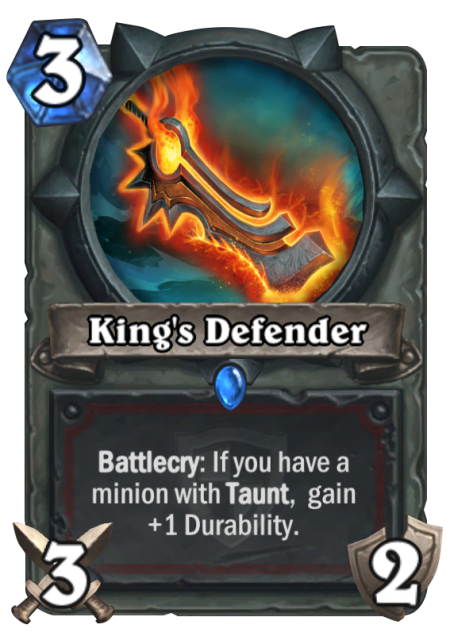 3
King's Defender
Battlecry: If you have a
minion with Taunt, gain
+1 Durability.
3
2